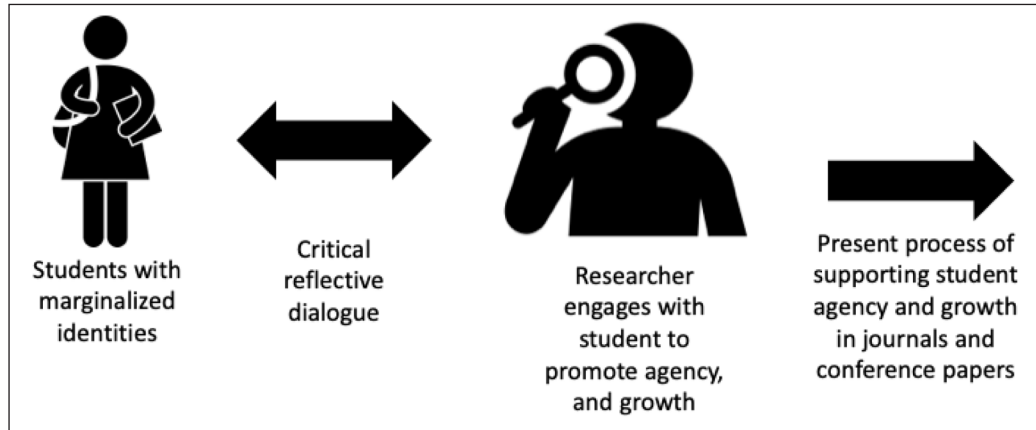 Students with
marginalized
identities
Critical
reflective
dialogue
Researcher
engages with
student to
promote agency,
and growth
Present process of
supporting student
agency and growth
in journals and
conference papers